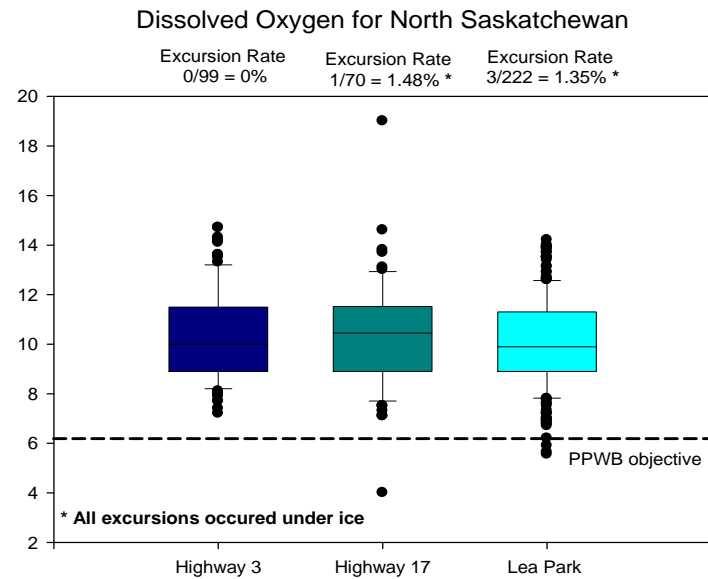 Dissolved Oxygen for North Saskatchewan
Excursion Rate
0/99 = 0%
Excursion Rate
1/70 = 1.48% *
Excursion Rate
3/222 = 1.35% *
20
18
16
14
12
10
8
6
4
2
PPWB objective
* All excursions occured under ice
Highway 3
Highway 17
Lea Park